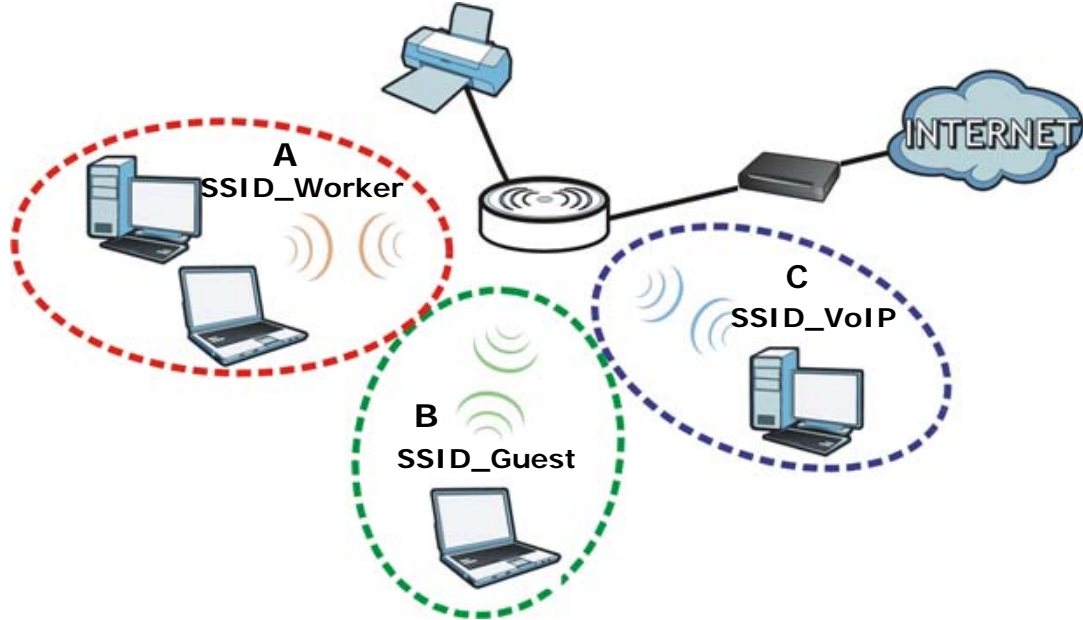 INTERNET
A
SSID_Worker
C
SSID_VoIP
B
SSID_Guest